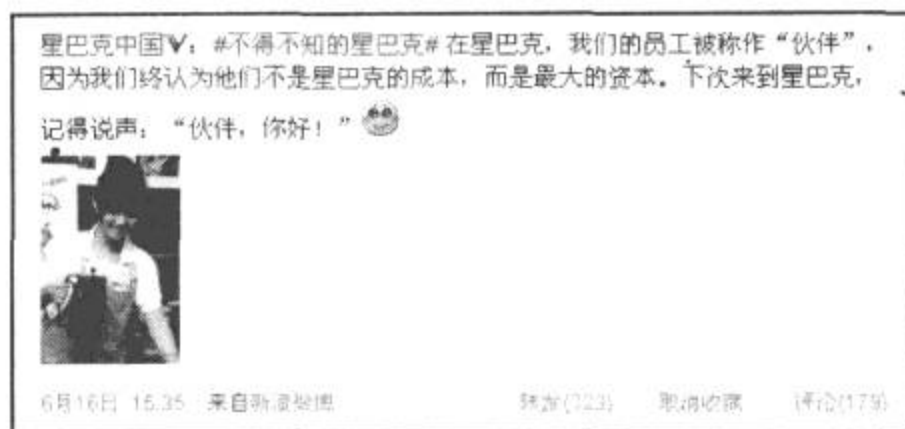 星巴克中国V：#不得不知的星巴克# 在星巴克，我们的员工被称作“伙伴”，
因为我们终认为他们不是星巴克的成本，而是最大的资本。下次来到星巴克，
记得说声：“伙伴，你好！”
6月16日 15:35 来自新浪微博 转发(123) 取消收藏 评论(179)